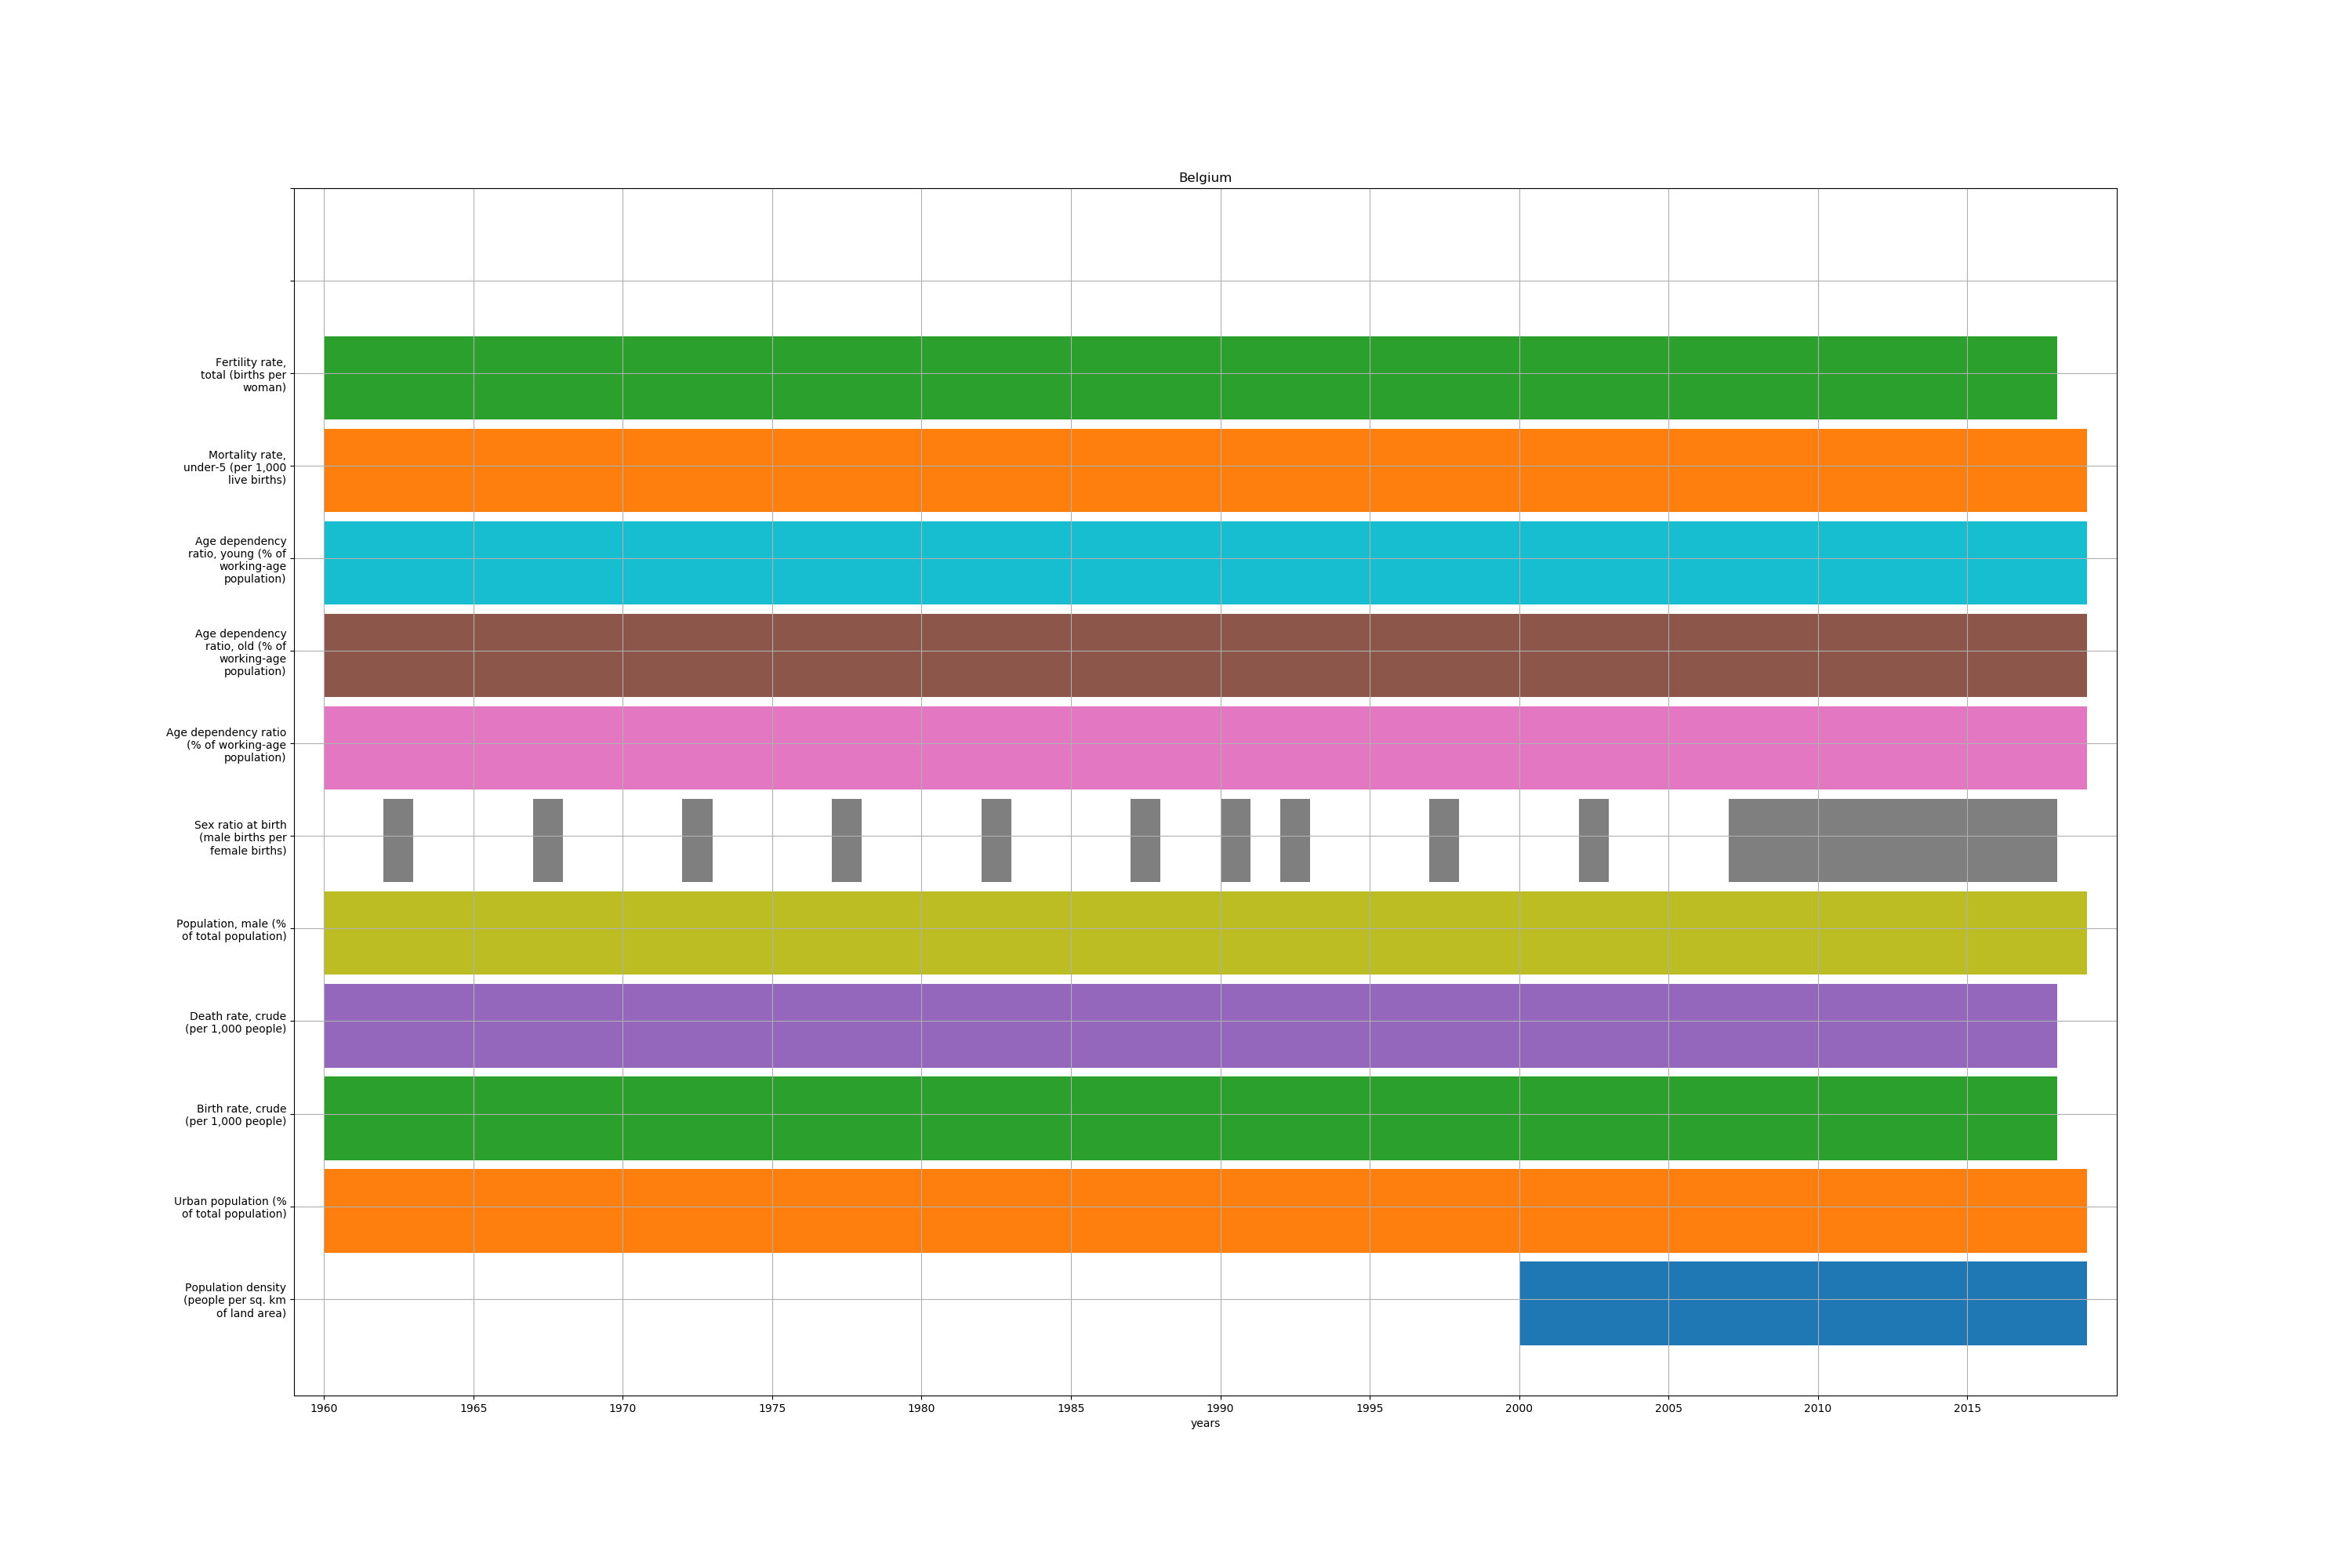 Belgium
Fertility rate,
total (births per
woman)
Mortality rate,
under-5 (per 1,000
live births)
Age dependency
ratio, young (% of
working-age
population)
Age dependency
ratio, old (% of
working-age
population)
Age dependency ratio
(% of working-age
population)
Sex ratio at birth
(male births per
female births)
Population, male (%
of total population)
Death rate, crude
(per 1,000 people)
Birth rate, crude
(per 1,000 people)
Urban population (%
of total population)
Population density
(people per sq. km
of land area)
1960 1965 1970 1975 1980 1985 1990 1995 2000 2005 2010 2015
years